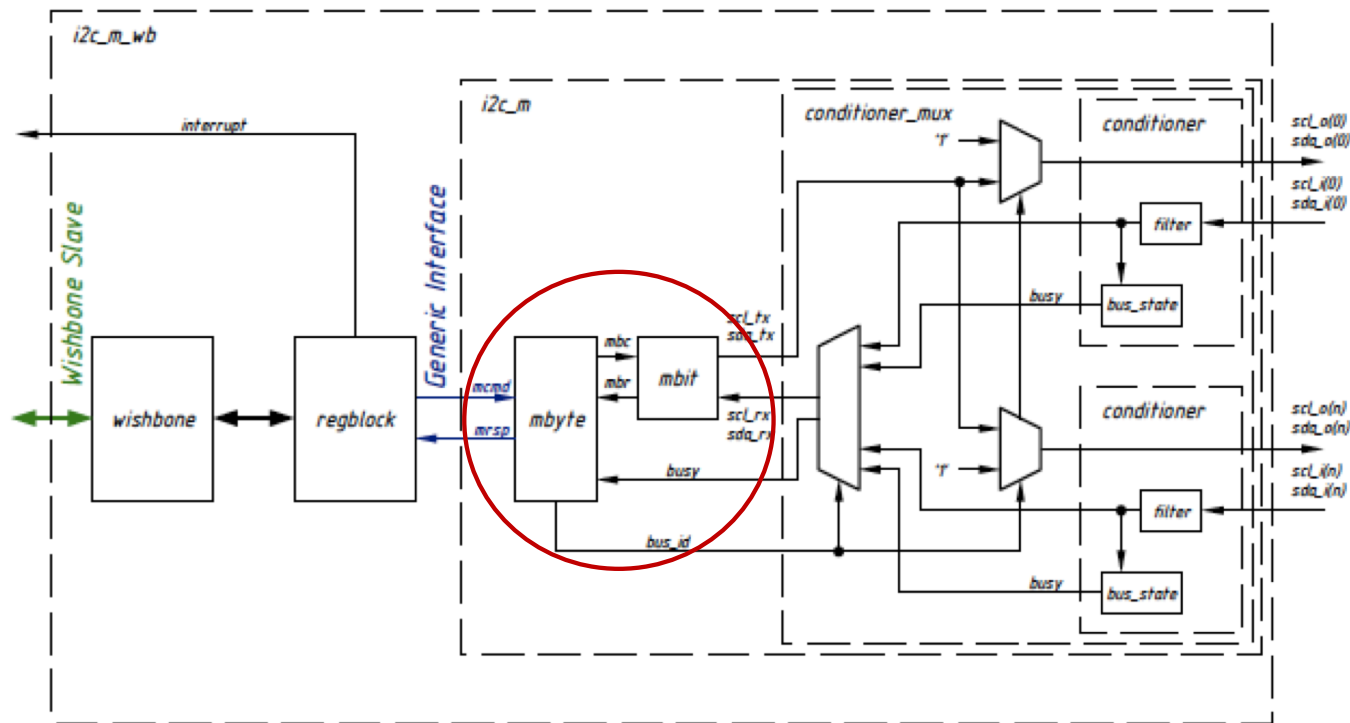 i2c_m_wb
i2c_m
conditioner_mux
conditioner
scl_o(0)
sda_o(0)
interrupt
'1'
scl_i(0)
sda_i(0)
filter
Wishbone Slave
Generic Interface
busy
bus_state
scl_tx
sda_tx
mbc
mbit
mbr
mcmd
wishbone
regblock
mbyte
mrsp
scl_rx
sda_rx
busy
conditioner
scl_o(n)
sda_o(n)
'1'
scl_i(n)
sda_i(n)
filter
bus_id
busy
bus_state